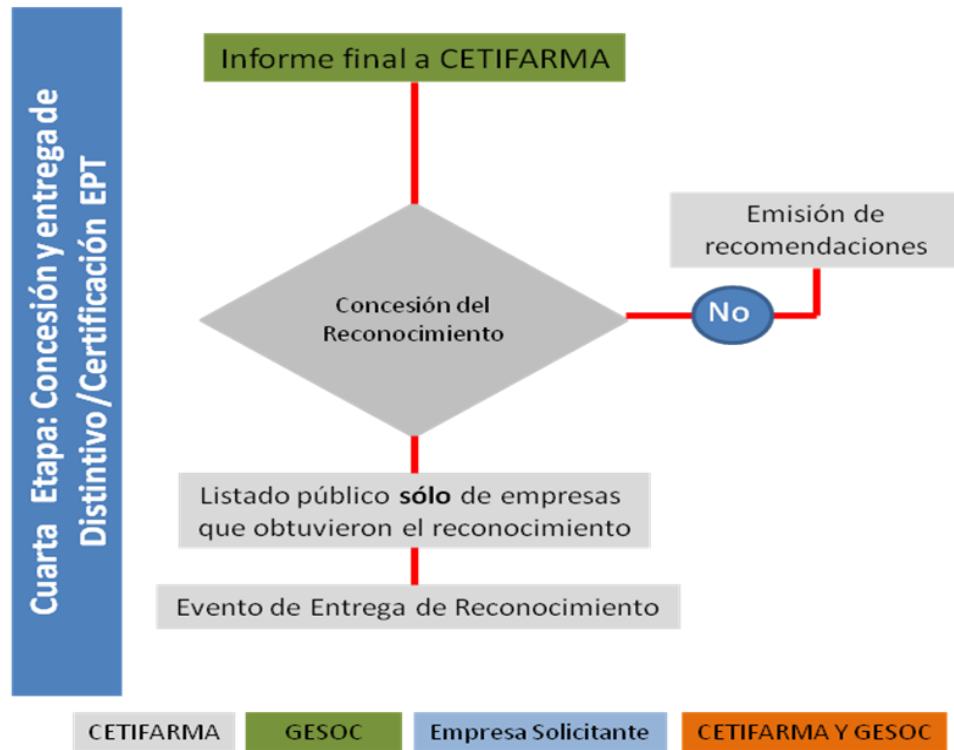 Cuarta Etapa: Concesión y entrega de
Distintivo/Certificación EPT
Informe final a CETIFARMA
Emisión de
recomendaciones
Concesión del
Reconocimiento
No
Listado público sólo de empresas
que obtuvieron el reconocimiento
Evento de Entrega de Reconocimiento
CETIFARMA
GESOC
Empresa Solicitante
CETIFARMA Y GESOC